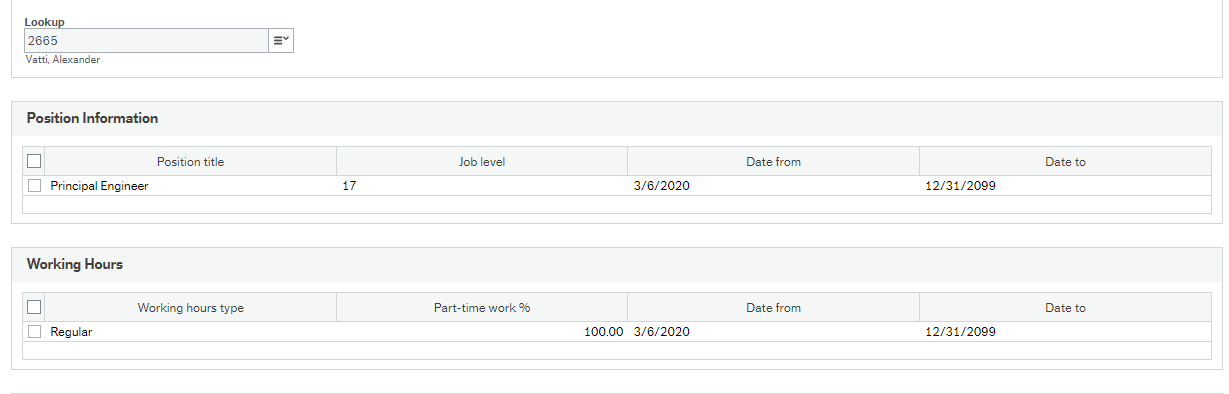 Lookup
2665
Vatti, Alexander
Position Information
Position title Job level Date from Date to
Principal Engineer 17 3/6/2020 12/31/2099
Working Hours
Working hours type Part-time work % Date from Date to
Regular 100.00 3/6/2020 12/31/2099